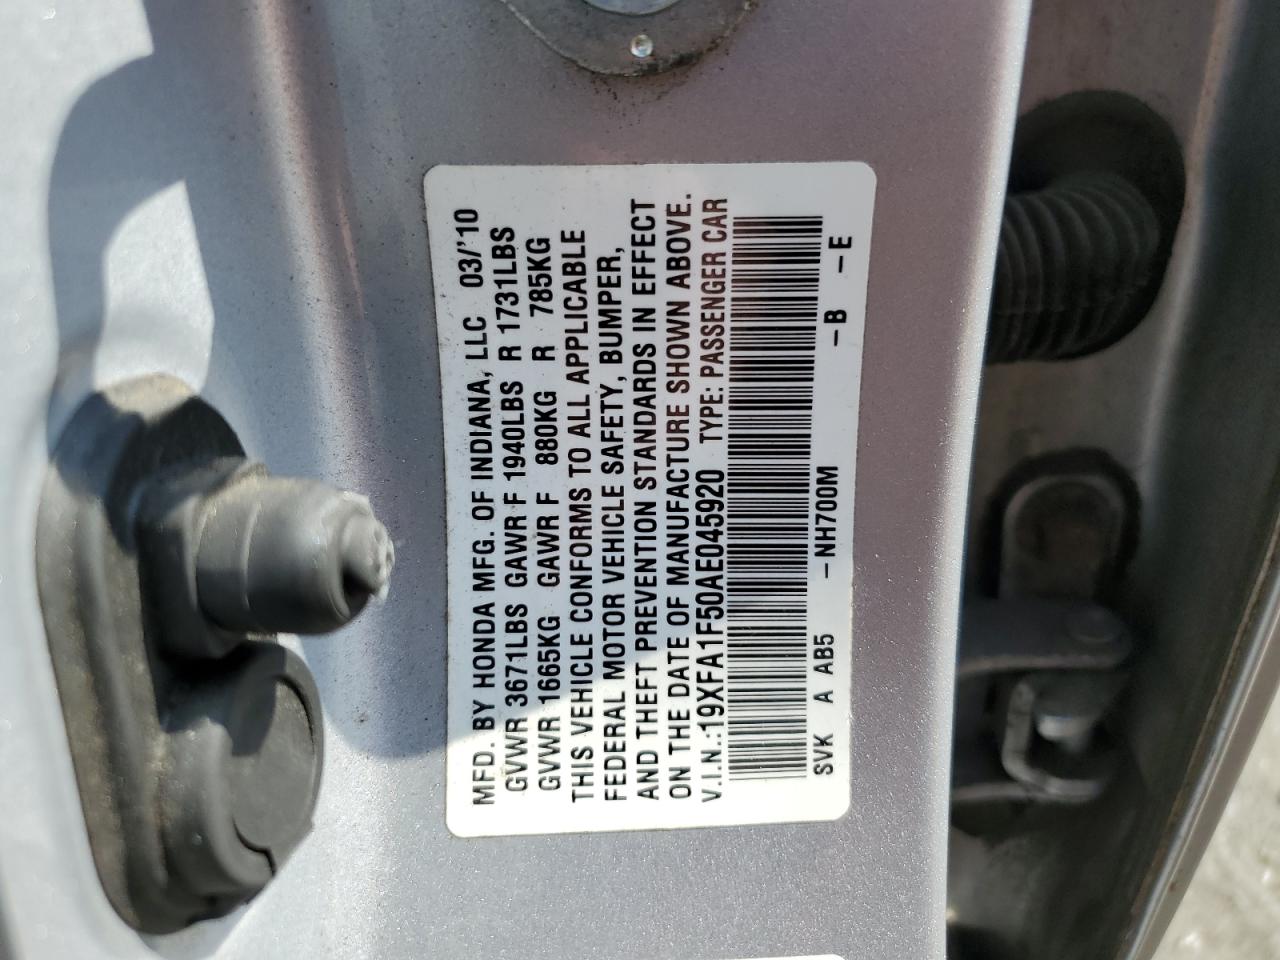 MFD. BY HONDA MFG. OF INDIANA, LLC 03/'10
GVWR 3671LBS GAWR F 1940LBS R 1731LBS
GVWR 1665KG GAWR F 880KG R 785KG
THIS VEHICLE CONFORMS TO ALL APPLICABLE
FEDERAL MOTOR VEHICLE SAFETY, BUMPER,
AND THEFT PREVENTION STANDARDS IN EFFECT
ON THE DATE OF MANUFACTURE SHOWN ABOVE.
V.I.N.:19XFA1F50AE045920 TYPE: PASSENGER CAR
SVK A AB5 -NH700M -B -E